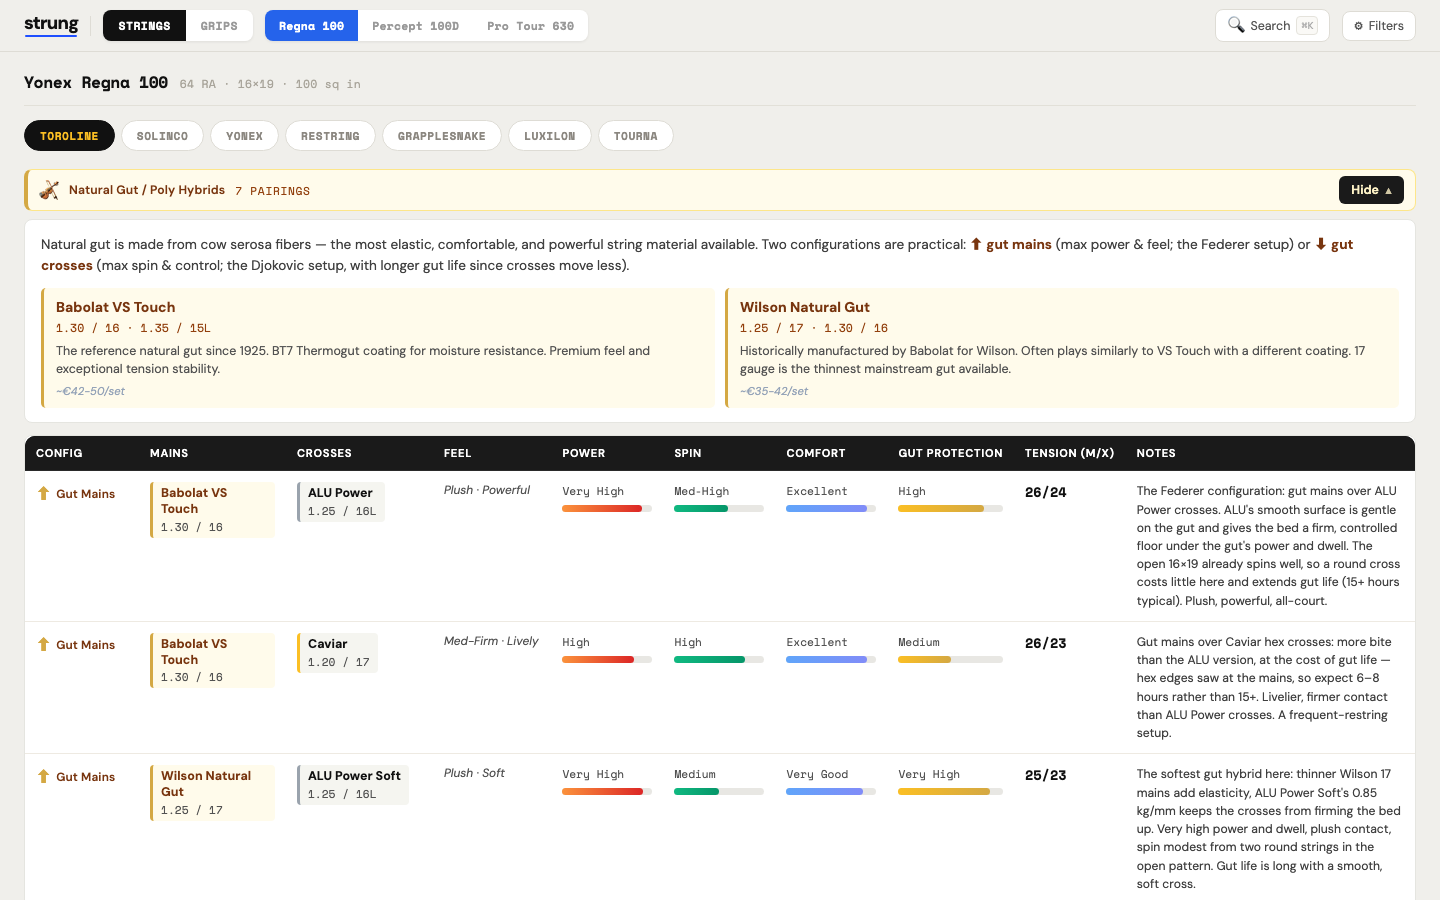 strung STRINGS GRIPS Regna 100 Percept 100D Pro Tour 630 Search ⌘K Filters
Yonex Regna 100 64 RA · 16×19 · 100 sq in
TOROLINE SOLINCO YONEX RESTRING GRAPPLESNAKE LUXILON TOURNA
Natural Gut / Poly Hybrids 7 PAIRINGS Hide ▲
Natural gut is made from cow serosa fibers — the most elastic, comfortable, and powerful string material available. Two configurations are practical: ⬆ gut mains (max power & feel; the Federer setup) or ⬇ gut
crosses (max spin & control; the Djokovic setup, with longer gut life since crosses move less).
Babolat VS Touch
1.30 / 16 · 1.35 / 15L
The reference natural gut since 1925. BT7 Thermogut coating for moisture resistance. Premium feel and
exceptional tension stability.
~€42-50/set
Wilson Natural Gut
1.25 / 17 · 1.30 / 16
Historically manufactured by Babolat for Wilson. Often plays similarly to VS Touch with a different coating. 17
gauge is the thinnest mainstream gut available.
~€35-42/set
CONFIG MAINS CROSSES FEEL POWER SPIN COMFORT GUT PROTECTION TENSION (M/X) NOTES
⬆ Gut Mains
Babolat VS
Touch
1.30 / 16
ALU Power
1.25 / 16L
Plush · Powerful
Very High
Med-High
Excellent
High
26/24
The Federer configuration: gut mains over ALU
Power crosses. ALU's smooth surface is gentle
on the gut and gives the bed a firm, controlled
floor under the gut's power and dwell. The
open 16×19 already spins well, so a round cross
costs little here and extends gut life (15+ hours
typical). Plush, powerful, all-court.
⬆ Gut Mains
Babolat VS
Touch
1.30 / 16
Caviar
1.20 / 17
Med-Firm · Lively
High
High
Excellent
Medium
26/23
Gut mains over Caviar hex crosses: more bite
than the ALU version, at the cost of gut life —
hex edges saw at the mains, so expect 6–8
hours rather than 15+. Livelier, firmer contact
than ALU Power crosses. A frequent-restring
setup.
⬆ Gut Mains
Wilson Natural
Gut
1.25 / 17
ALU Power Soft
1.25 / 16L
Plush · Soft
Very High
Medium
Very Good
Very High
25/23
The softest gut hybrid here: thinner Wilson 17
mains add elasticity, ALU Power Soft's 0.85
kg/mm keeps the crosses from firming the bed
up. Very high power and dwell, plush contact,
spin modest from two round strings in the
open pattern. Gut life is long with a smooth,
soft cross.